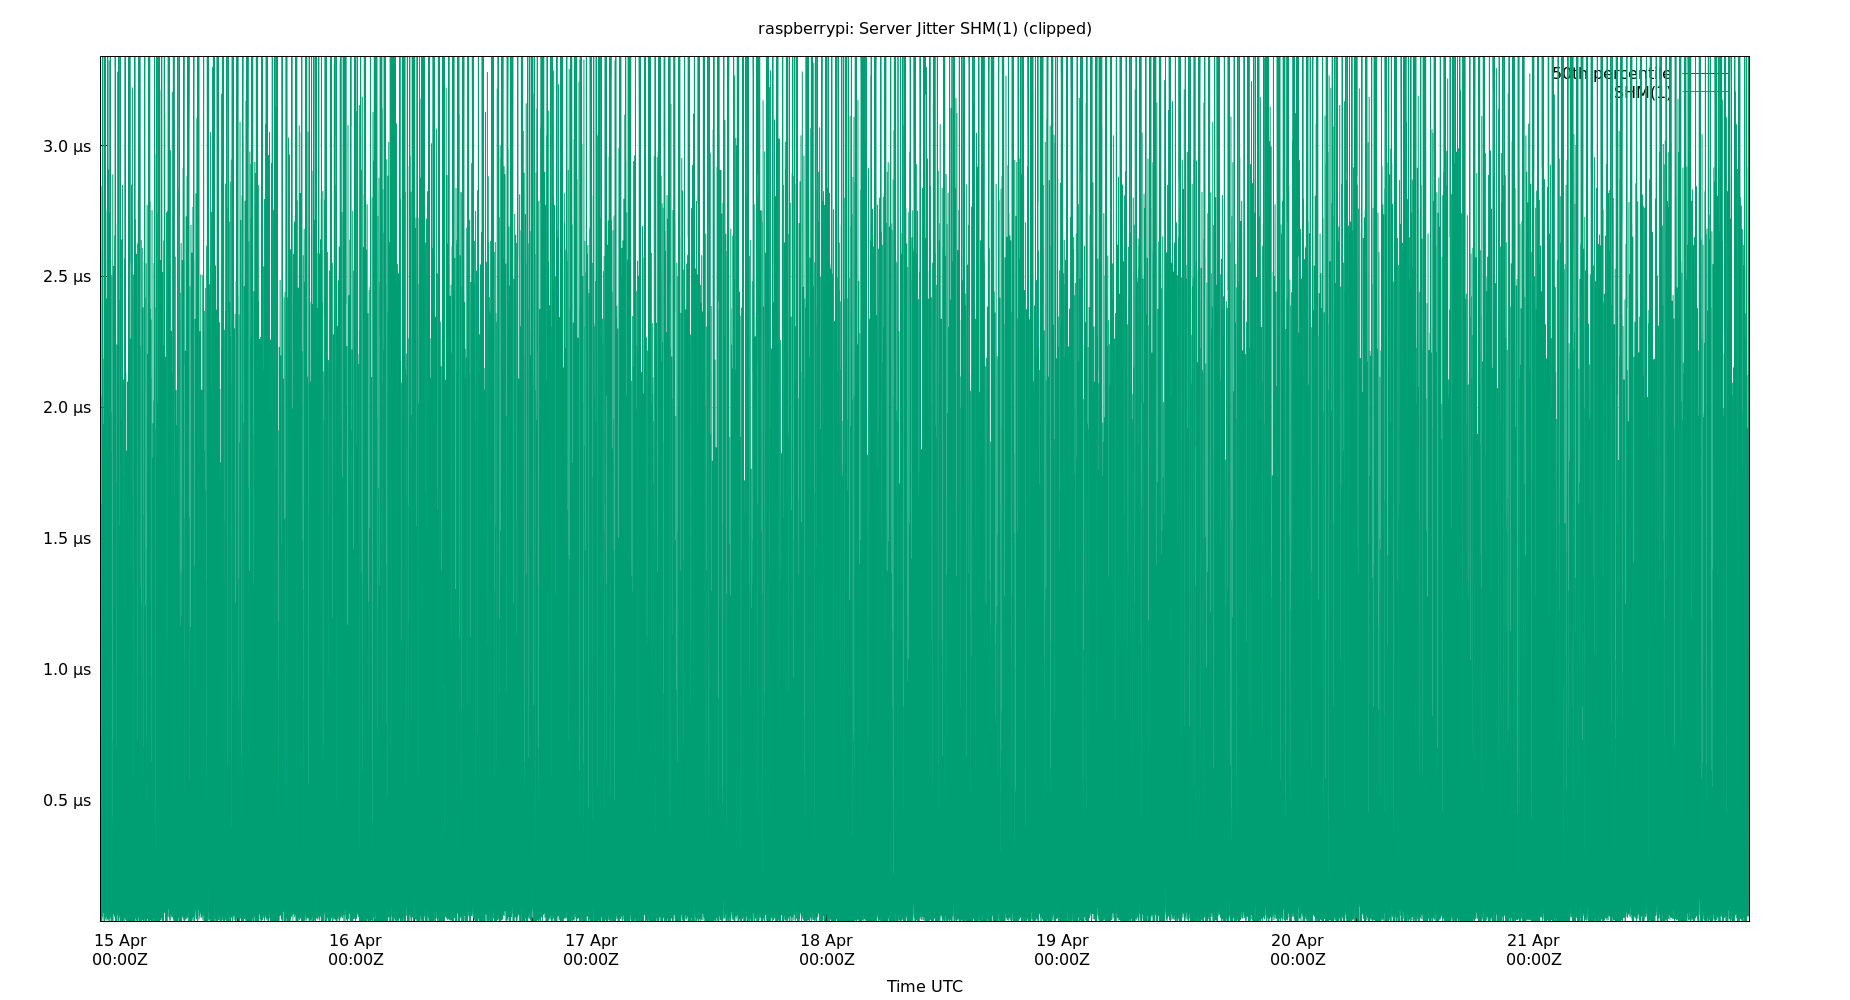 raspberrypi: Server Jitter SHM(1) (clipped)
50th percentile
SHM(1)
3.0 µs
2.5 µs
2.0 µs
1.5 µs
1.0 µs
0.5 µs
15 Apr 16 Apr 17 Apr 18 Apr 19 Apr 20 Apr 21 Apr
00:00Z 00:00Z 00:00Z 00:00Z 00:00Z 00:00Z 00:00Z
Time UTC